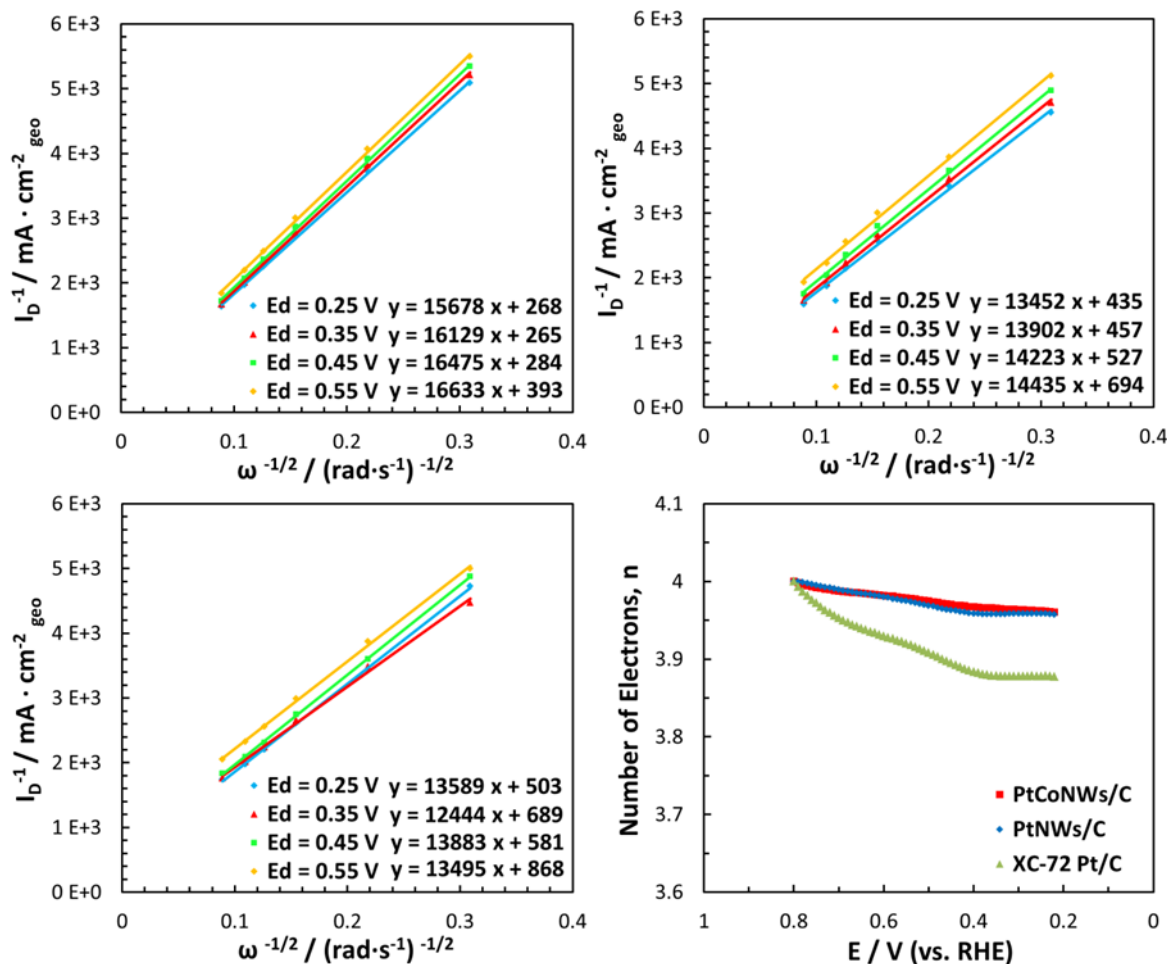 I_D^-1 / mA · cm^-2 _geo
6 E+3
5 E+3
4 E+3
3 E+3
2 E+3
1 E+3
0 E+0
Ed = 0.25 V y = 15678 x + 268
Ed = 0.35 V y = 16129 x + 265
Ed = 0.45 V y = 16475 x + 284
Ed = 0.55 V y = 16633 x + 393
0 0.1 0.2 0.3 0.4
ω ^-1/2 / (rad·s^-1) ^-1/2
I_D^-1 / mA · cm^-2 _geo
6 E+3
5 E+3
4 E+3
3 E+3
2 E+3
1 E+3
0 E+0
Ed = 0.25 V y = 13452 x + 435
Ed = 0.35 V y = 13902 x + 457
Ed = 0.45 V y = 14223 x + 527
Ed = 0.55 V y = 14435 x + 694
0 0.1 0.2 0.3 0.4
ω ^-1/2 / (rad·s^-1) ^-1/2
I_D^-1 / mA · cm^-2 _geo
6 E+3
5 E+3
4 E+3
3 E+3
2 E+3
1 E+3
0 E+0
Ed = 0.25 V y = 13589 x + 503
Ed = 0.35 V y = 12444 x + 689
Ed = 0.45 V y = 13883 x + 581
Ed = 0.55 V y = 13495 x + 868
0 0.1 0.2 0.3 0.4
ω ^-1/2 / (rad·s^-1) ^-1/2
Number of Electrons, n
4.1
4
3.9
3.8
3.7
3.6
PtCoNWs/C
PtNWs/C
XC-72 Pt/C
1 0.8 0.6 0.4 0.2 0
E / V (vs. RHE)